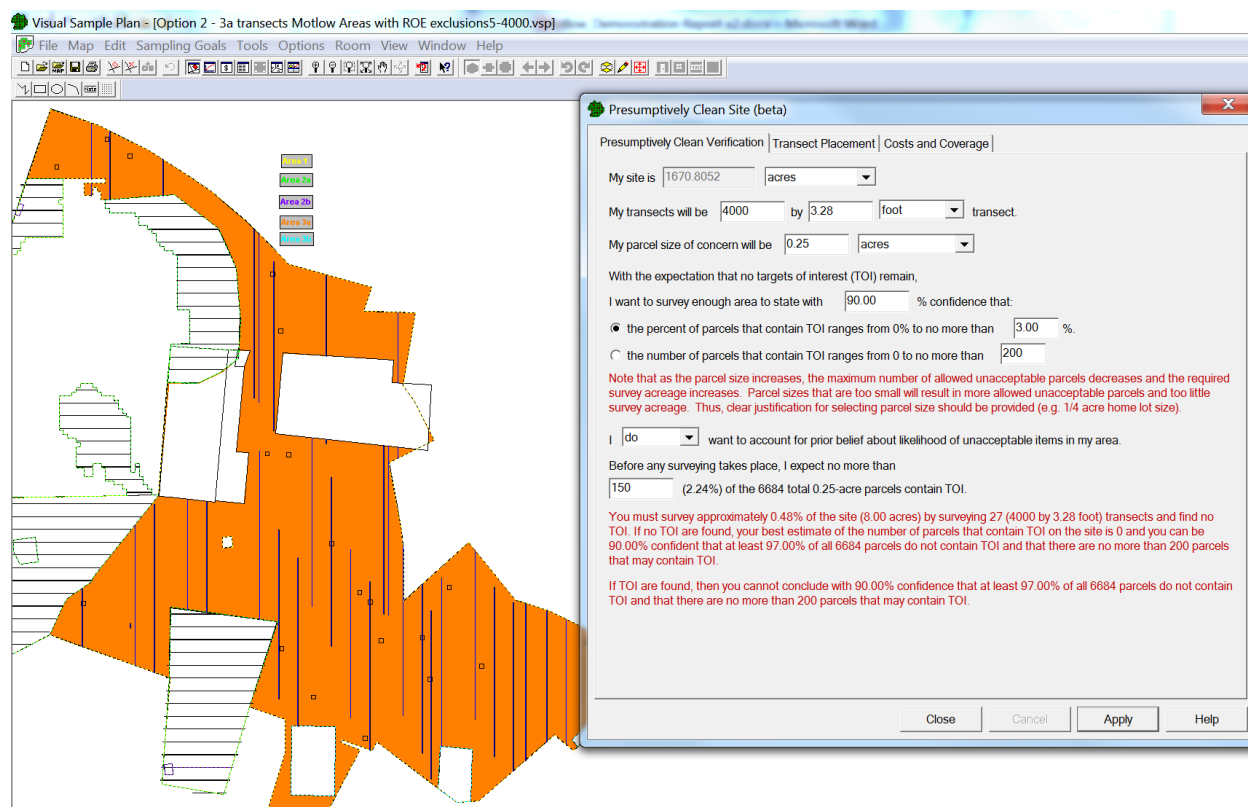 Visual Sample Plan - [Option 2 - 3a transects Motlow Areas with ROE exclusions5-4000.vsp]
File Map Edit Sampling Goals Tools Options Room View Window Help
Area 1
Area 2a
Area 2b
Area 3a
Presumptively Clean Site (beta)
Presumptively Clean Verification Transect Placement Costs and Coverage
My site is 1670.8052 acres
My transects will be 4000 by 3.28 foot transect.
My parcel size of concern will be 0.25 acres
With the expectation that no targets of interest (TOI) remain,
I want to survey enough area to state with 90.00 % confidence that:
the percent of parcels that contain TOI ranges from 0% to no more than 3.00 %.
the number of parcels that contain TOI ranges from 0 to no more than 200
Note that as the parcel size increases, the maximum number of allowed unacceptable parcels decreases and the required
survey acreage increases. Parcel sizes that are too small will result in more allowed unacceptable parcels and too little
survey acreage. Thus, clear justification for selecting parcel size should be provided (e.g. 1/4 acre home lot size).
I do want to account for prior belief about likelihood of unacceptable items in my area.
Before any surveying takes place, I expect no more than
150 (2.24%) of the 6684 total 0.25-acre parcels contain TOI.
You must survey approximately 0.48% of the site (8.00 acres) by surveying 27 (4000 by 3.28 foot) transects and find no
TOI. If no TOI are found, your best estimate of the number of parcels that contain TOI on the site is 0 and you can be
90.00% confident that at least 97.00% of all 6684 parcels do not contain TOI and that there are no more than 200 parcels
that may contain TOI.
If TOI are found, then you cannot conclude with 90.00% confidence that at least 97.00% of all 6684 parcels do not contain
TOI and that there are no more than 200 parcels that may contain TOI.
Close Cancel Apply Help